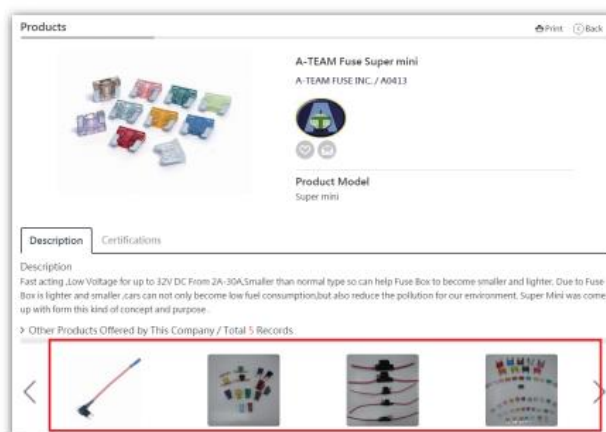 Products
Print
Back
A-TEAM Fuse Super mini
A-TEAM FUSE INC. / A0413
Product Model
Super mini
Description
Certifications
Description
Fast acting ,Low Voltage for up to 32V DC From 2A-30A,Smaller than normal type so can help Fuse Box to become smaller and lighter. Due to Fuse
Box is lighter and smaller ,cars can not only become low fuel consumption,but also reduce the pollution for our environment. Super Mini was come
up with form this kind of concept and purpose .
> Other Products Offered by This Company / Total 5 Records